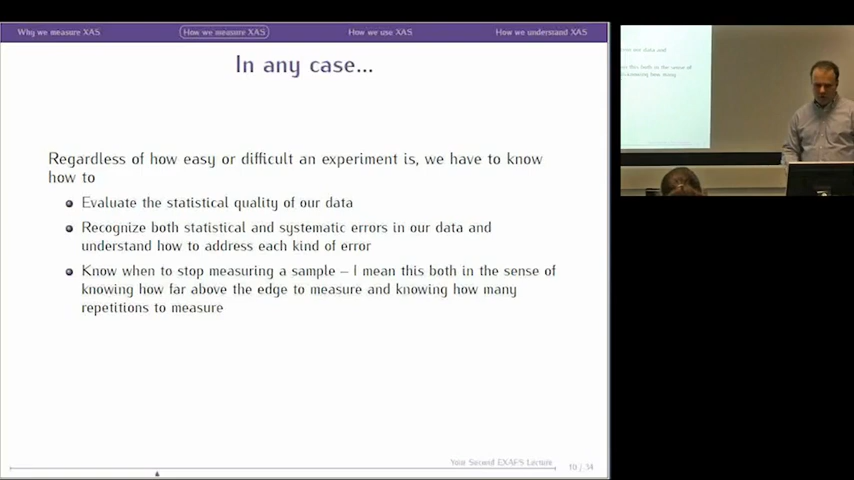 Why we measure XAS
How we measure XAS
How we use XAS
How we understand XAS
In any case...
Regardless of how easy or difficult an experiment is, we have to know
how to
Evaluate the statistical quality of our data
Recognize both statistical and systematic errors in our data and
understand how to address each kind of error
Know when to stop measuring a sample – I mean this both in the sense of
knowing how far above the edge to measure and knowing how many
repetitions to measure
Your Second EXAFS Lecture
10 / 34